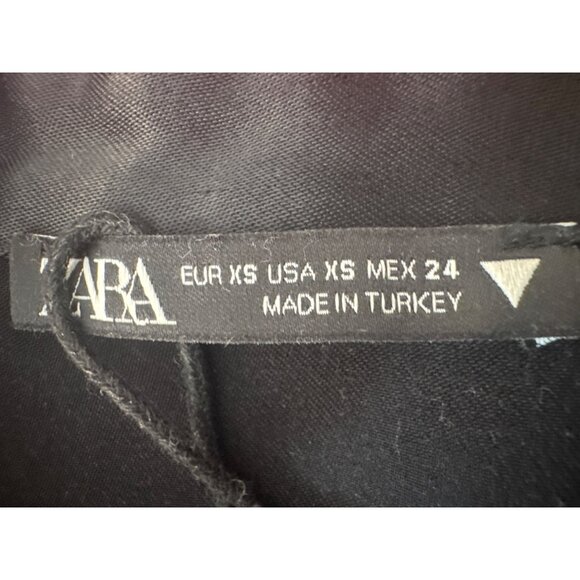 ZARA
EUR XS USA XS MEX 24
MADE IN TURKEY